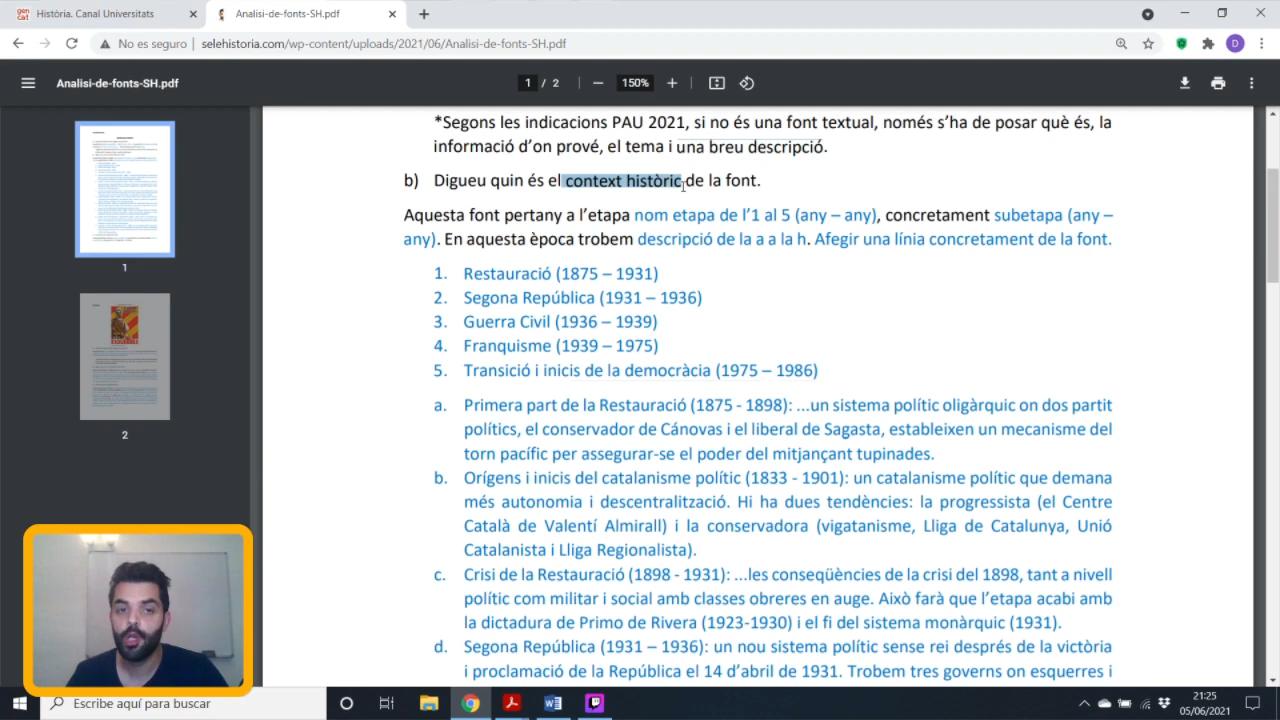 gen
cat
Història. Canal Universitats
Analisi-de-fonts-SH.pdf
No es seguro
selehistoria.com/wp-content/uploads/2021/06/Analisi-de-fonts-SH.pdf
D
Analisi-de-fonts-SH.pdf
1 / 2
150%
*Segons les indicacions PAU 2021, si no és una font textual, només s'ha de posar què és, la
informació d'on prové, el tema i una breu descripció.
b) Digueu quin és el context històric de la font.
Aquesta font pertany a l'etapa nom etapa de l'1 al 5 (any – any), concretament subetapa (any –
any). En aquesta època trobem descripció de la a a la h. Afegir una línia concretament de la font.
1. Restauració (1875 – 1931)
2. Segona República (1931 – 1936)
3. Guerra Civil (1936 – 1939)
4. Franquisme (1939 – 1975)
5. Transició i inicis de la democràcia (1975 – 1986)
a. Primera part de la Restauració (1875 - 1898): ...un sistema polític oligàrquic on dos partit
polítics, el conservador de Cánovas i el liberal de Sagasta, estableixen un mecanisme del
torn pacífic per assegurar-se el poder del mitjançant tupinades.
b. Orígens i inicis del catalanisme polític (1833 - 1901): un catalanisme polític que demana
més autonomia i descentralització. Hi ha dues tendències: la progressista (el Centre
Català de Valentí Almirall) i la conservadora (vigatanisme, Lliga de Catalunya, Unió
Catalanista i Lliga Regionalista).
c. Crisi de la Restauració (1898 - 1931): ...les conseqüències de la crisi del 1898, tant a nivell
polític com militar i social amb classes obreres en auge. Això farà que l'etapa acabi amb
la dictadura de Primo de Rivera (1923-1930) i el fi del sistema monàrquic (1931).
d. Segona República (1931 – 1936): un nou sistema polític sense rei després de la victòria
i proclamació de la República el 14 d'abril de 1931. Trobem tres governs on esquerres i
1
2
Escribe aquí para buscar
21:25
05/06/2021